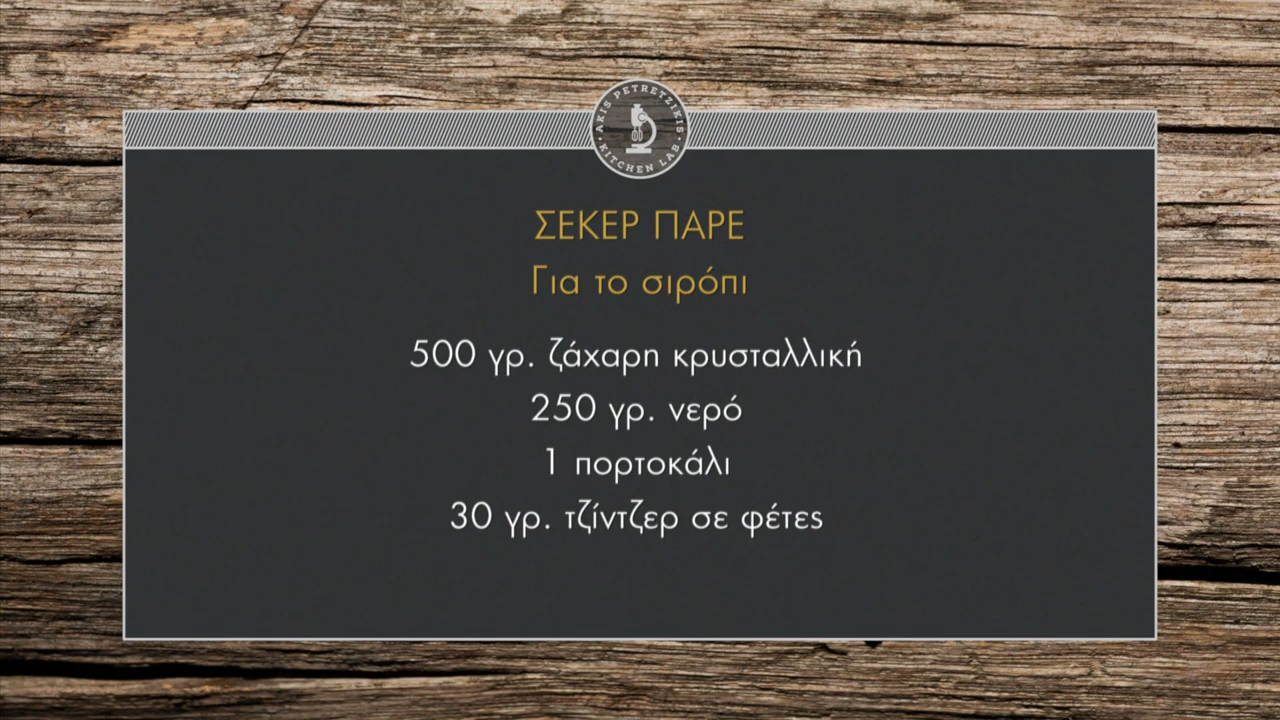 AKIS PETRETZIKIS
KITCHEN LAB
ΣΕΚΕΡ ΠΑΡΕ
Για το σιρόπι
500 γρ. ζάχαρη κρυσταλλική
250 γρ. νερό
1 πορτοκάλι
30 γρ. τζίντζερ σε φέτες